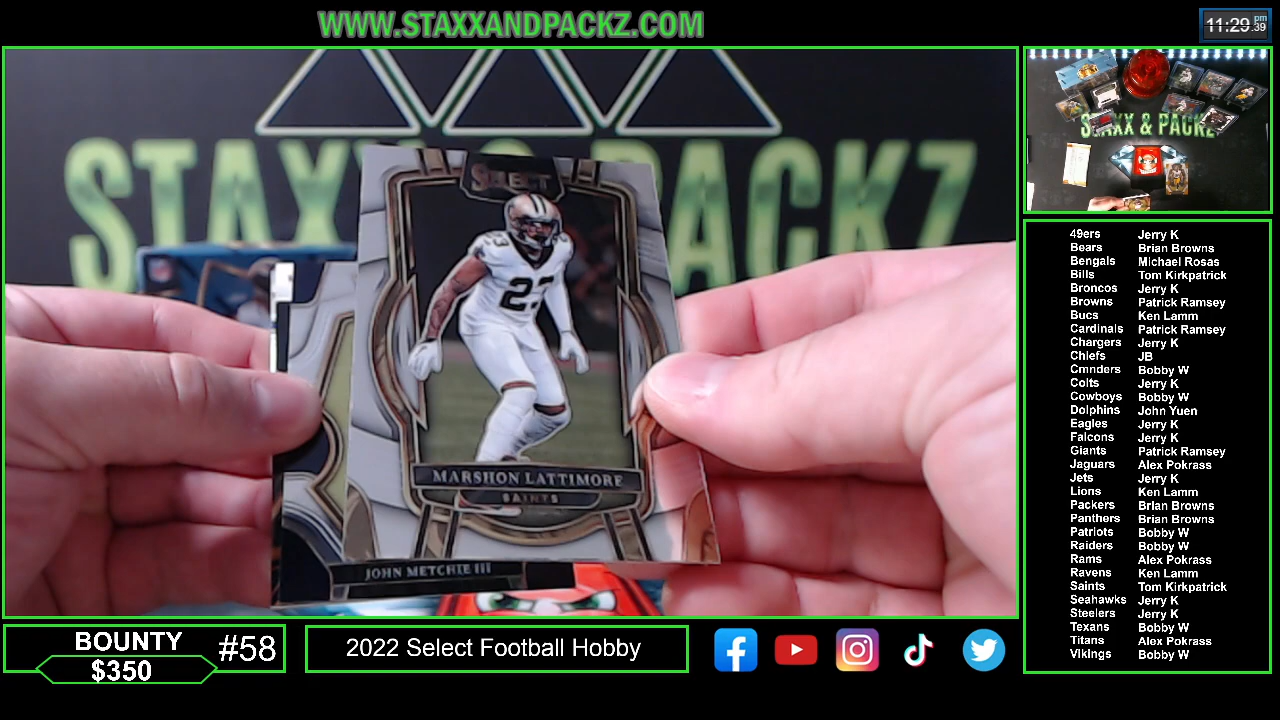 WWW.STAXXANDPACKZ.COM
11:29 pm .39
STAXX & PACKZ
SELECT
23
MARSHON LATTIMORE
SAINTS
JOHN METCHIE III
STAXX & PACKZ
49ers Jerry K
Bears Brian Browns
Bengals Michael Rosas
Bills Tom Kirkpatrick
Broncos Jerry K
Browns Patrick Ramsey
Bucs Ken Lamm
Cardinals Patrick Ramsey
Chargers Jerry K
Chiefs JB
Cmnders Bobby W
Colts Jerry K
Cowboys Bobby W
Dolphins John Yuen
Eagles Jerry K
Falcons Jerry K
Giants Patrick Ramsey
Jaguars Alex Pokrass
Jets Jerry K
Lions Ken Lamm
Packers Brian Browns
Panthers Brian Browns
Patriots Bobby W
Raiders Bobby W
Rams Alex Pokrass
Ravens Ken Lamm
Saints Tom Kirkpatrick
Seahawks Jerry K
Steelers Jerry K
Texans Bobby W
Titans Alex Pokrass
Vikings Bobby W
BOUNTY #58
$350
2022 Select Football Hobby